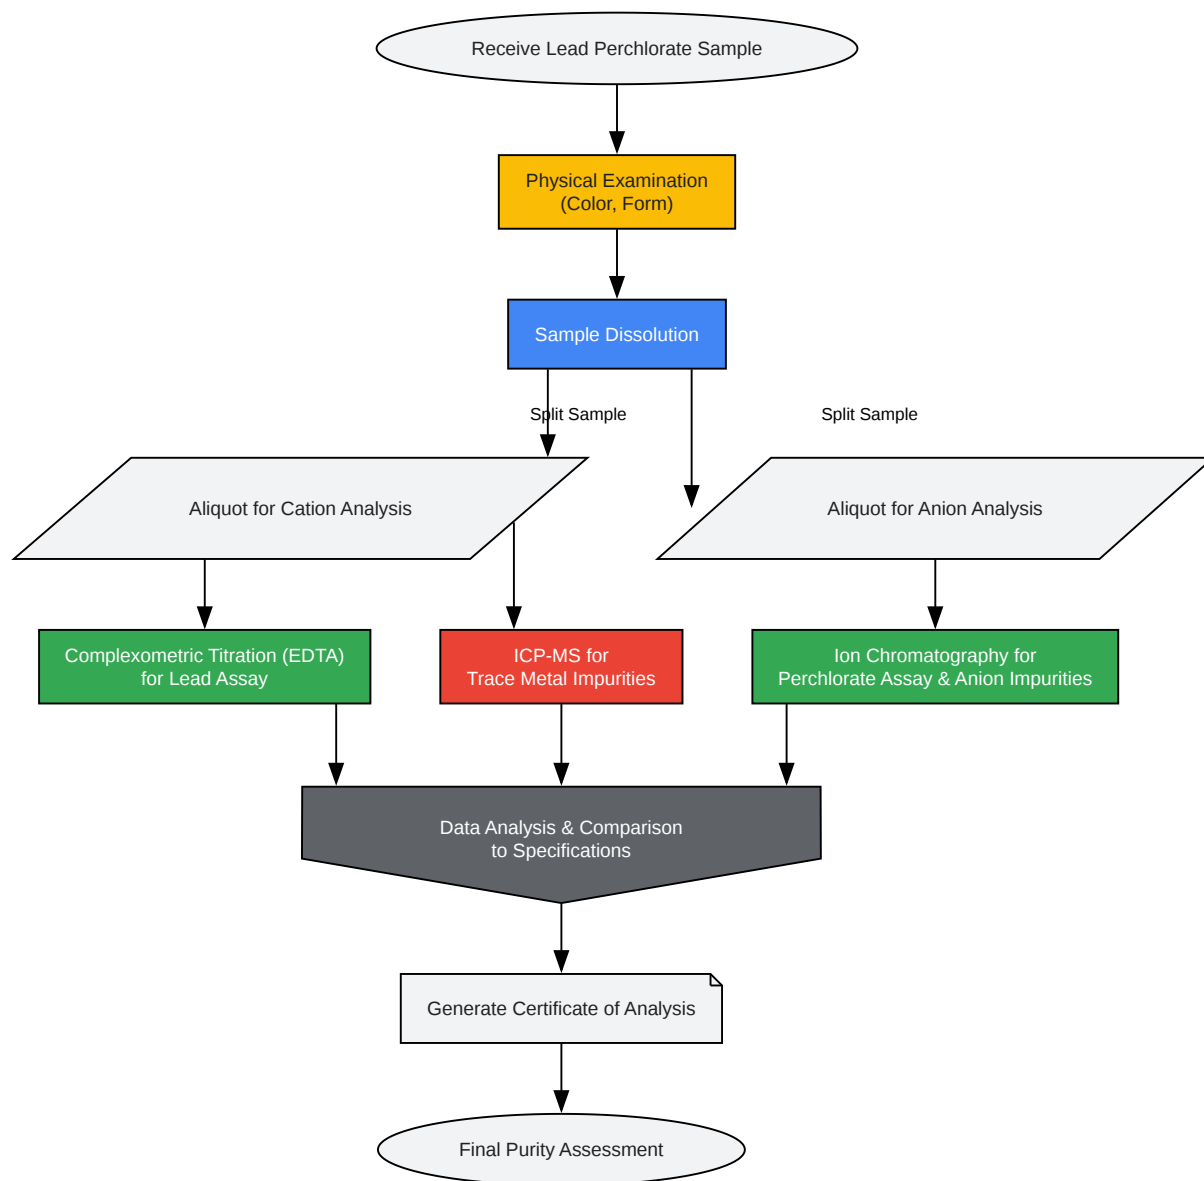 Receive Lead Perchlorate Sample
Physical Examination
(Color, Form)
Sample Dissolution
Split Sample
Split Sample
Aliquot for Cation Analysis
Aliquot for Anion Analysis
Complexometric Titration (EDTA)
for Lead Assay
ICP-MS for
Trace Metal Impurities
Ion Chromatography for
Perchlorate Assay & Anion Impurities
Data Analysis & Comparison
to Specifications
Generate Certificate of Analysis
Final Purity Assessment